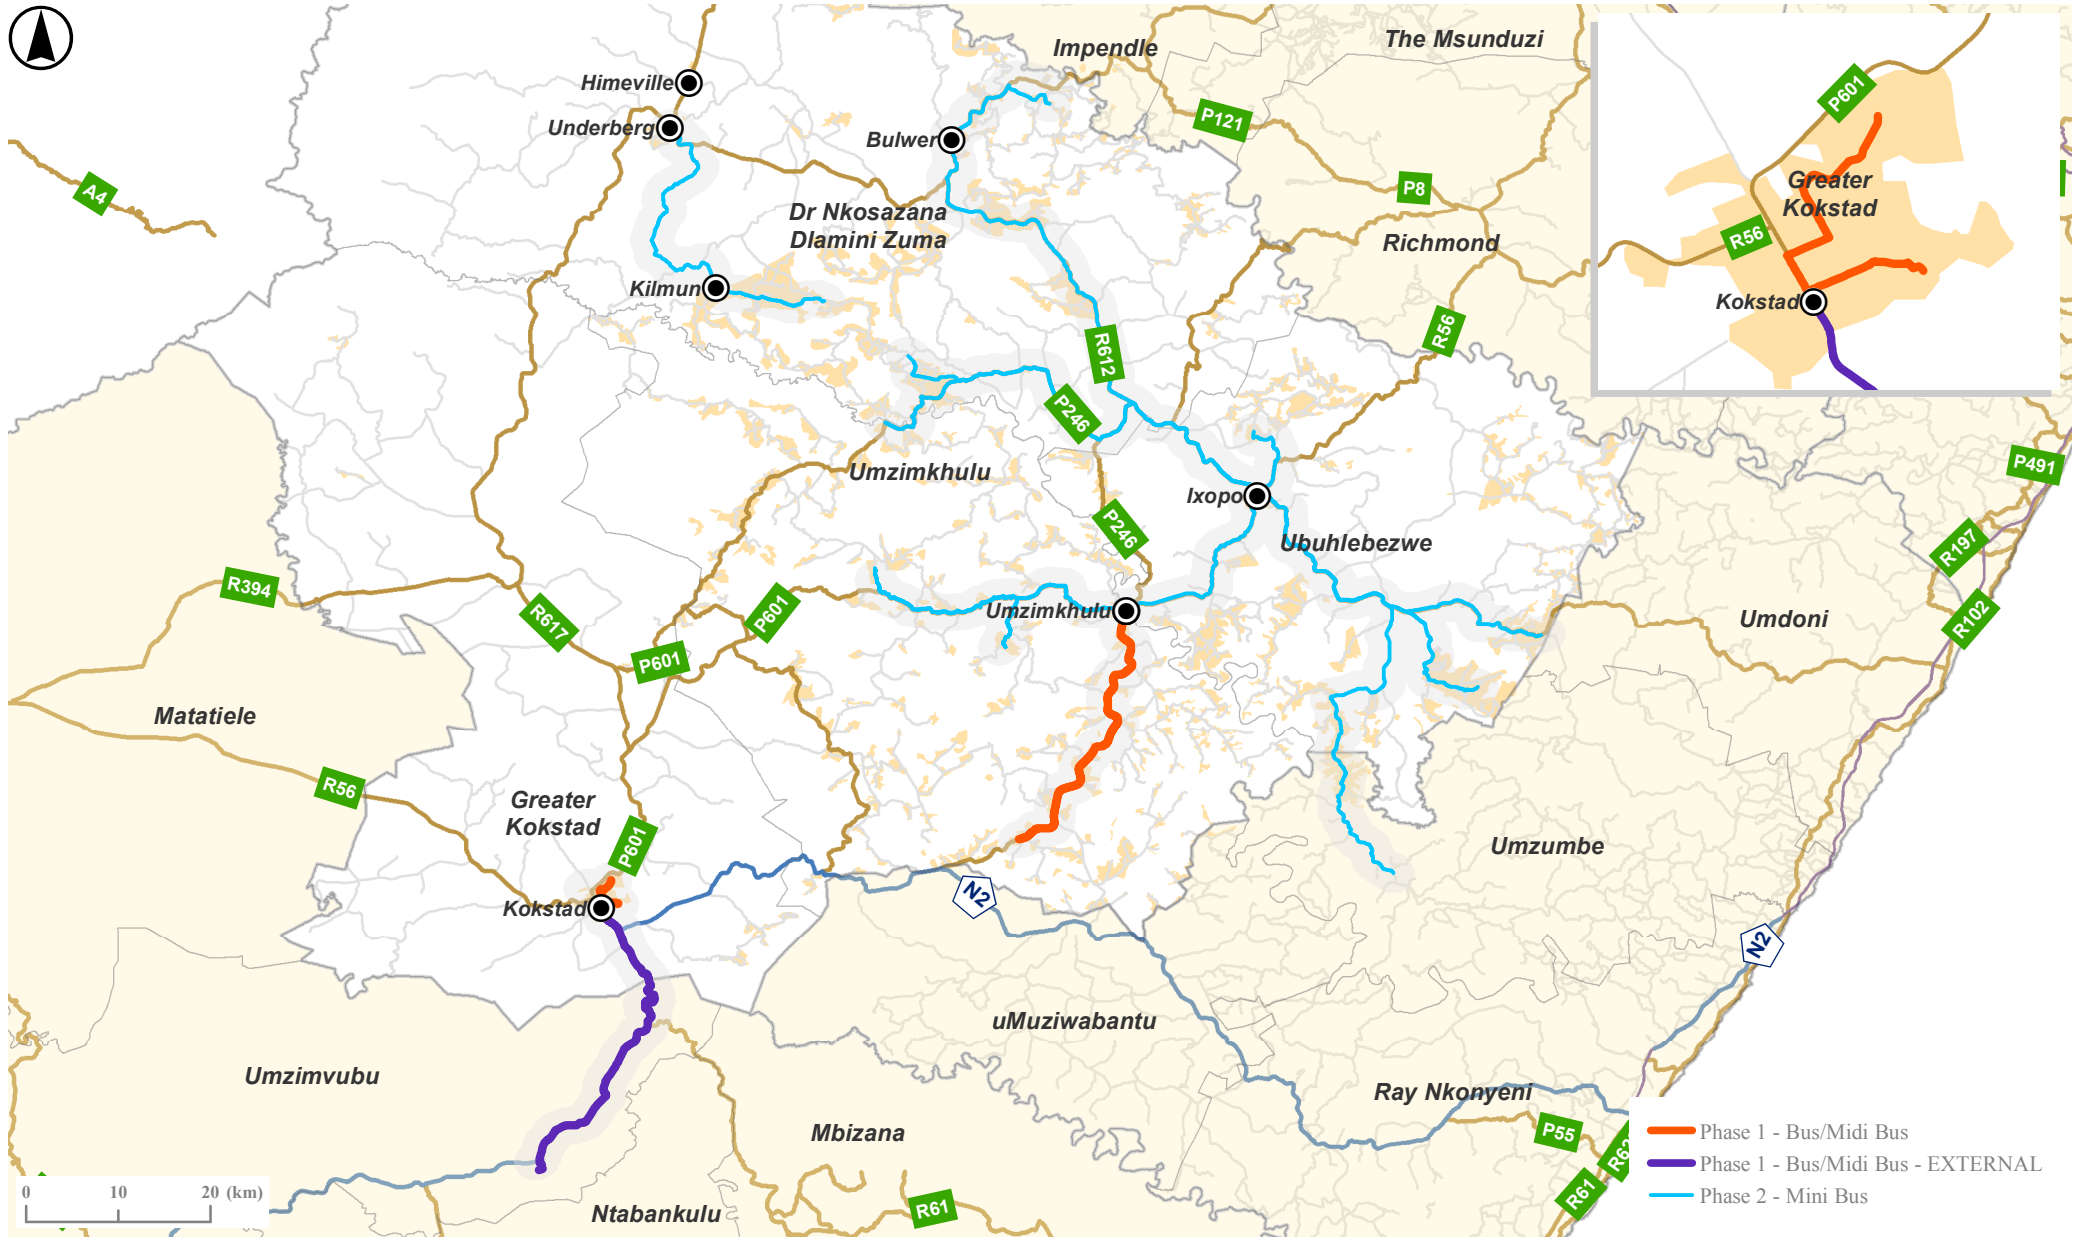 Impendle
The Msunduzi
Himeville
Underberg
Bulwer
P121
P601
A4
P8
Greater
Kokstad
Dr Nkosazana
Dlamini Zuma
Richmond
R56
Kilmun
Kokstad
R56
R612
P246
Umzimkhulu
P491
Ixopo
P246
Ubuhlebezwe
R197
R394
R617
P601
Umzimkhulu
Umdoni
R102
P601
Matatiele
R56
Greater
Kokstad
P601
Umzumbe
N2
Kokstad
N2
uMuziwabantu
Umzimvubu
Ray Nkonyeni
Mbizana
P55
R61
R61
Ntabankulu
0 10 20 (km)
Phase 1 - Bus/Midi Bus
Phase 1 - Bus/Midi Bus - EXTERNAL
Phase 2 - Mini Bus